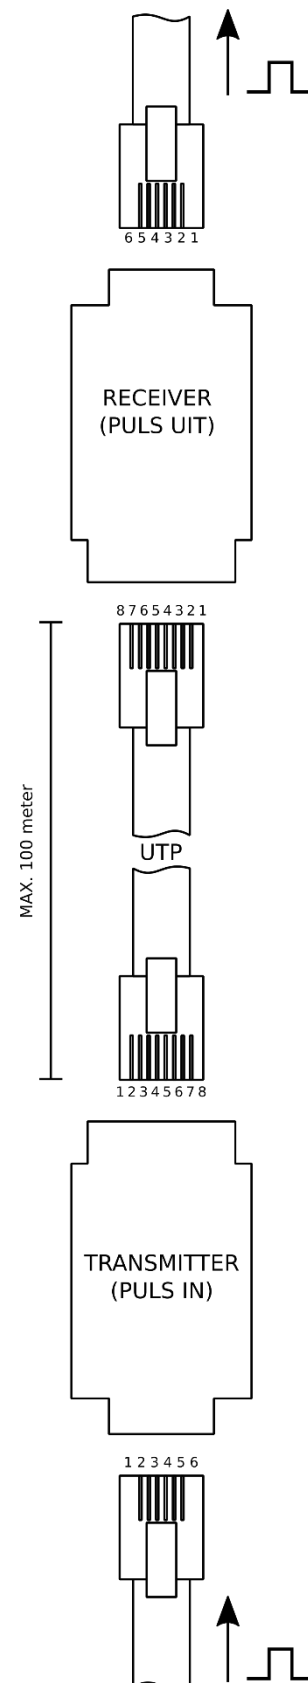 6 5 4 3 2 1
RECEIVER
(PULS UIT)
8 7 6 5 4 3 2 1
MAX. 100 meter
UTP
1 2 3 4 5 6 7 8
TRANSMITTER
(PULS IN)
1 2 3 4 5 6